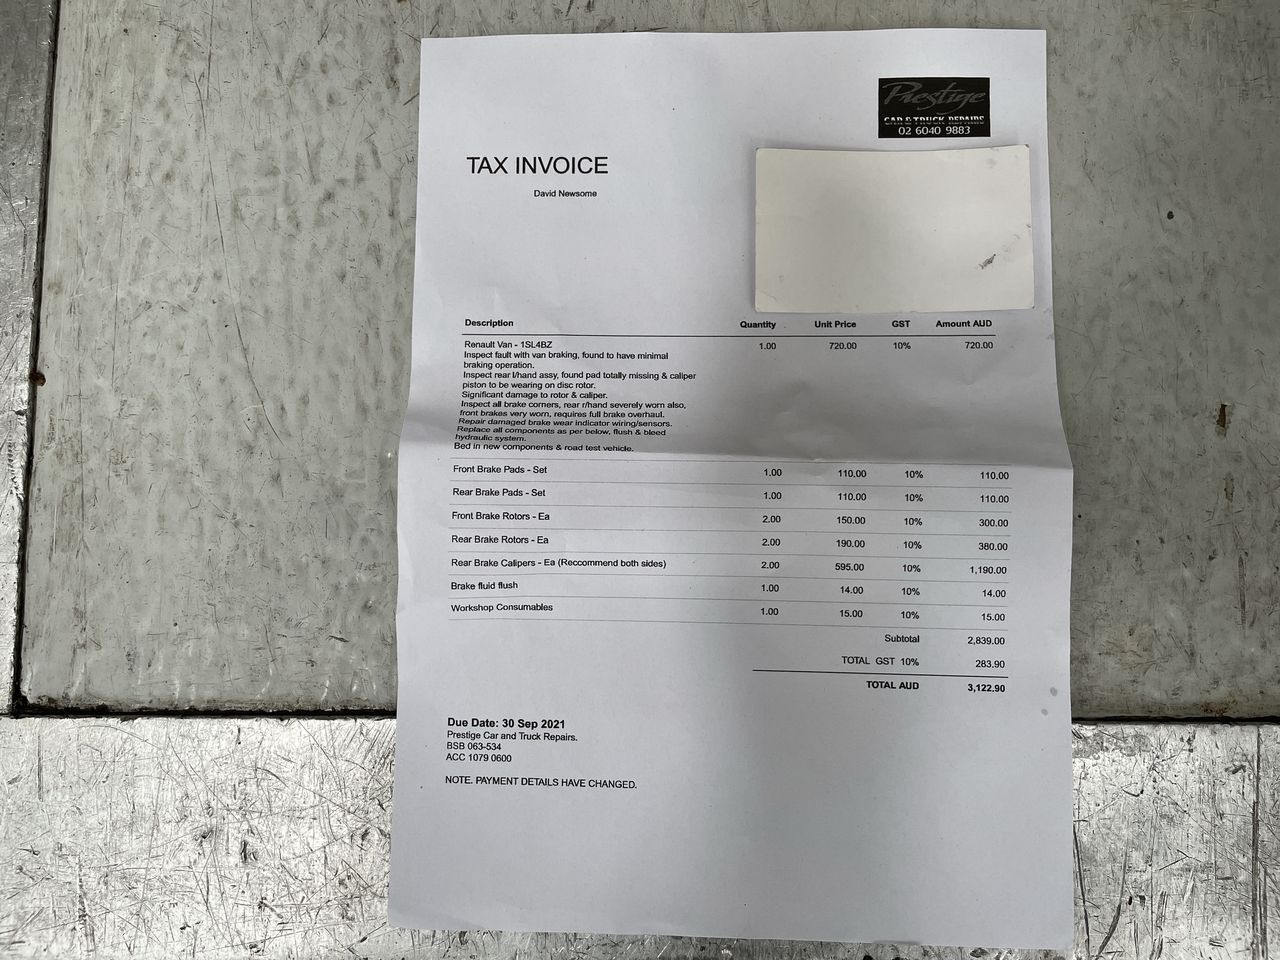 Prestige
CAR & TRUCK REPAIRS
02 6040 9883
TAX INVOICE
David Newsome
Description Quantity Unit Price GST Amount AUD
Renault Van - 1SL4BZ 1.00 720.00 10% 720.00
Inspect fault with van braking, found to have minimal
braking operation.
Inspect rear l/hand assy, found pad totally missing & caliper
piston to be wearing on disc rotor.
Significant damage to rotor & caliper.
Inspect all brake corners, rear r/hand severely worn also,
front brakes very worn, requires full brake overhaul.
Repair damaged brake wear indicator wiring/sensors.
Replace all components as per below, flush & bleed
hydraulic system.
Bed in new components & road test vehicle.
Front Brake Pads - Set 1.00 110.00 10% 110.00
Rear Brake Pads - Set 1.00 110.00 10% 110.00
Front Brake Rotors - Ea 2.00 150.00 10% 300.00
Rear Brake Rotors - Ea 2.00 190.00 10% 380.00
Rear Brake Calipers - Ea (Reccommend both sides) 2.00 595.00 10% 1,190.00
Brake fluid flush 1.00 14.00 10% 14.00
Workshop Consumables 1.00 15.00 10% 15.00
Subtotal 2,839.00
TOTAL GST 10% 283.90
TOTAL AUD 3,122.90
Due Date: 30 Sep 2021
Prestige Car and Truck Repairs.
BSB 063-534
ACC 1079 0600
NOTE. PAYMENT DETAILS HAVE CHANGED.